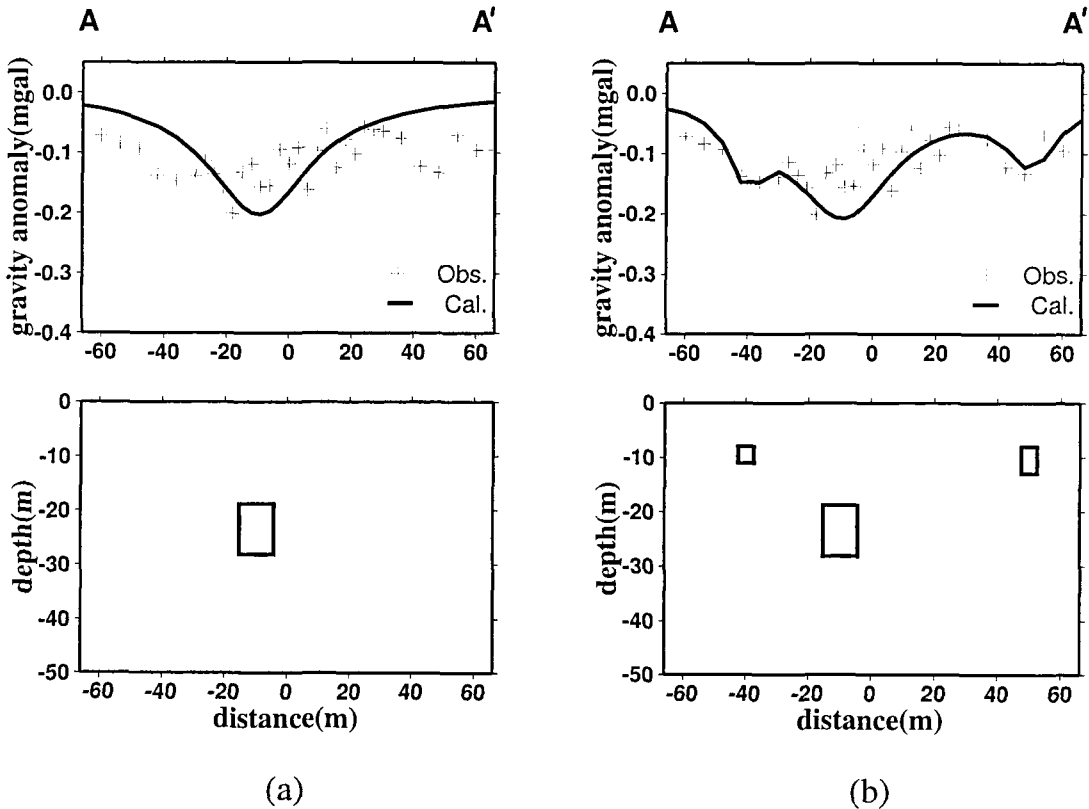 A A'
gravity anomaly(mgal)
0.0
-0.1
-0.2
-0.3
-0.4
Obs.
Cal.
-60 -40 -20 0 20 40 60
depth(m)
0
-10
-20
-30
-40
-50
-60 -40 -20 0 20 40 60
distance(m)
(a)
A A'
gravity anomaly(mgal)
0.0
-0.1
-0.2
-0.3
-0.4
Obs.
Cal.
-60 -40 -20 0 20 40 60
depth(m)
0
-10
-20
-30
-40
-50
-60 -40 -20 0 20 40 60
distance(m)
(b)